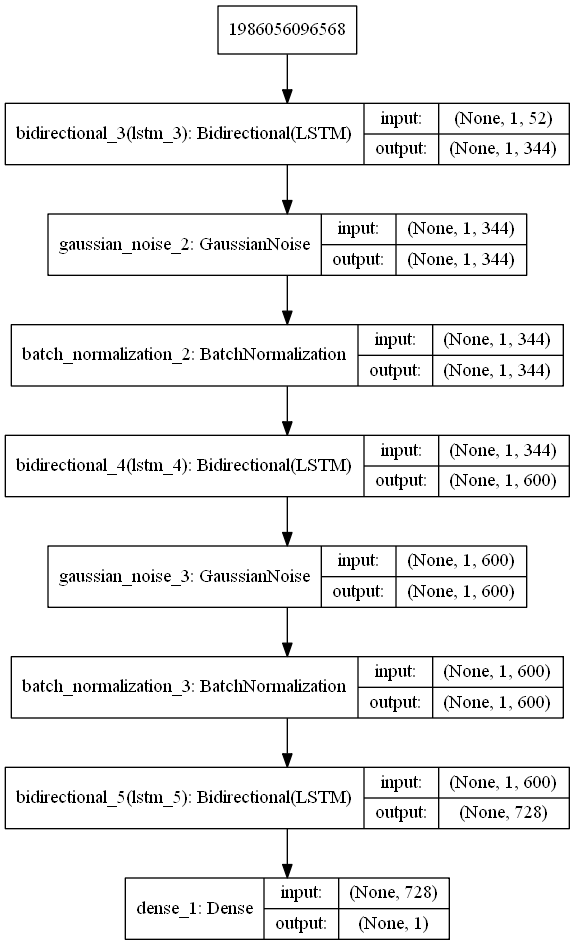 1986056096568
bidirectional_3(lstm_3): Bidirectional(LSTM)
input: (None, 1, 52)
output: (None, 1, 344)
gaussian_noise_2: GaussianNoise
input: (None, 1, 344)
output: (None, 1, 344)
batch_normalization_2: BatchNormalization
input: (None, 1, 344)
output: (None, 1, 344)
bidirectional_4(lstm_4): Bidirectional(LSTM)
input: (None, 1, 344)
output: (None, 1, 600)
gaussian_noise_3: GaussianNoise
input: (None, 1, 600)
output: (None, 1, 600)
batch_normalization_3: BatchNormalization
input: (None, 1, 600)
output: (None, 1, 600)
bidirectional_5(lstm_5): Bidirectional(LSTM)
input: (None, 1, 600)
output: (None, 728)
dense_1: Dense
input: (None, 728)
output: (None, 1)